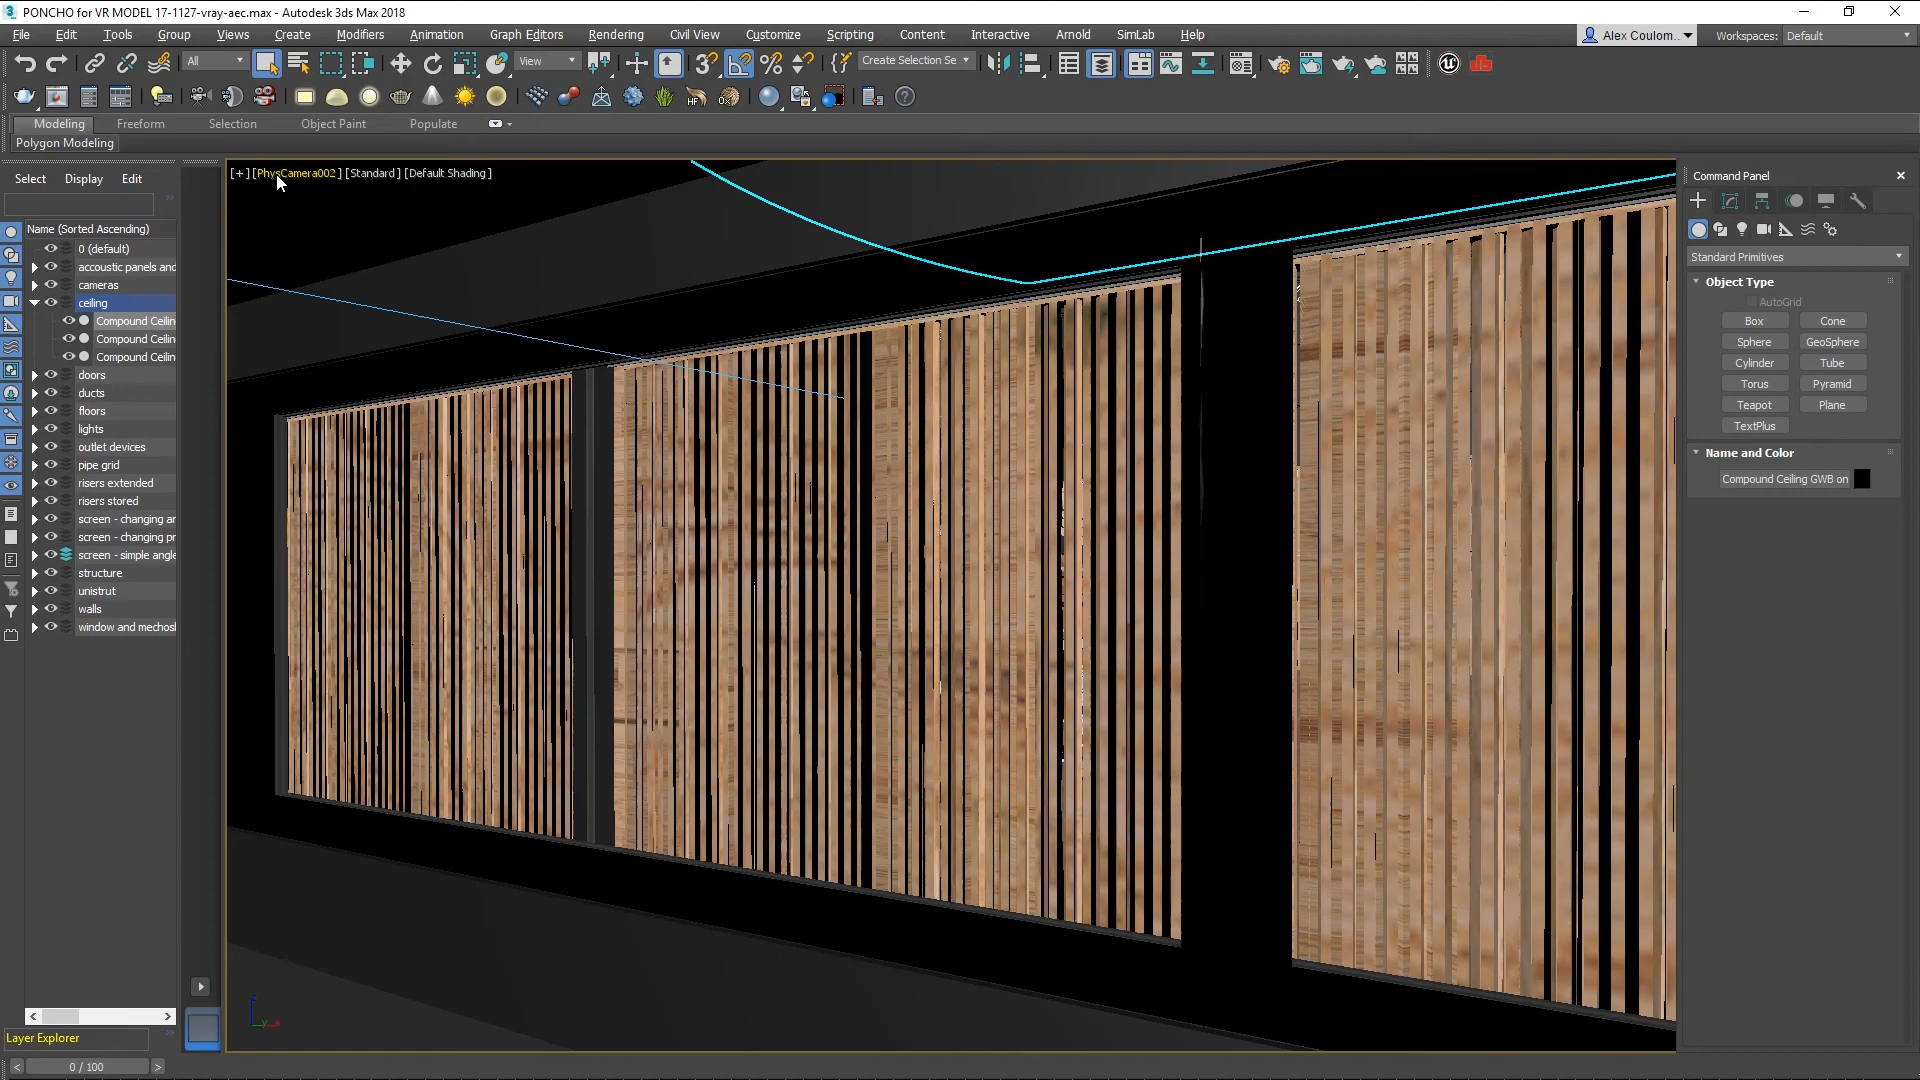 PONCHO for VR MODEL 17-1127-vray-aec.max - Autodesk 3ds Max 2018
File Edit Tools Group Views Create Modifiers Animation Graph Editors Rendering Civil View Customize Scripting Content Interactive Arnold SimLab Help
Alex Coulom..
Workspaces: Default
All
View
Create Selection Se
Modeling Freeform Selection Object Paint Populate
Polygon Modeling
Select Display Edit
Name (Sorted Ascending)
0 (default)
accoustic panels and
cameras
ceiling
Compound Ceilin
Compound Ceilin
Compound Ceilin
doors
ducts
floors
lights
outlet devices
pipe grid
risers extended
risers stored
screen - changing an
screen - changing pr
screen - simple angle
structure
unistrut
walls
window and mechosh
Layer Explorer
0 / 100
[+] [PhysCamera002] [Standard] [Default Shading]
Command Panel
Standard Primitives
Object Type
AutoGrid
Box Cone
Sphere GeoSphere
Cylinder Tube
Torus Pyramid
Teapot Plane
TextPlus
Name and Color
Compound Ceiling GWB on